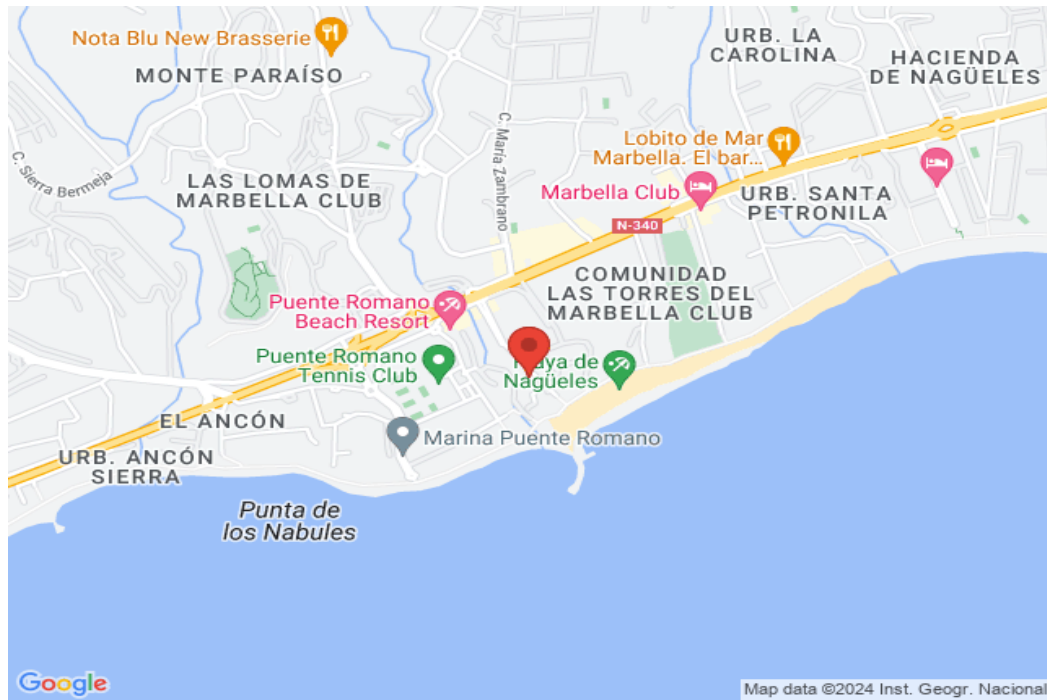 Nota Blu New Brasserie
MONTE PARAÍSO
URB. LA
CAROLINA
HACIENDA
DE NAGÜELES
C. Sierra Bermeja
C. María Zambrano
Lobito de Mar
Marbella. El bar...
LAS LOMAS DE
MARBELLA CLUB
Marbella Club
URB. SANTA
PETRONILA
N-340
COMUNIDAD
LAS TORRES DEL
MARBELLA CLUB
Puente Romano
Beach Resort
Puente Romano
Tennis Club
aya de
Nagüeles
EL ANCÓN
Marina Puente Romano
URB. ANCÓN
SIERRA
Punta de
los Nabules
Google
Map data ©2024 Inst. Geogr. Nacional